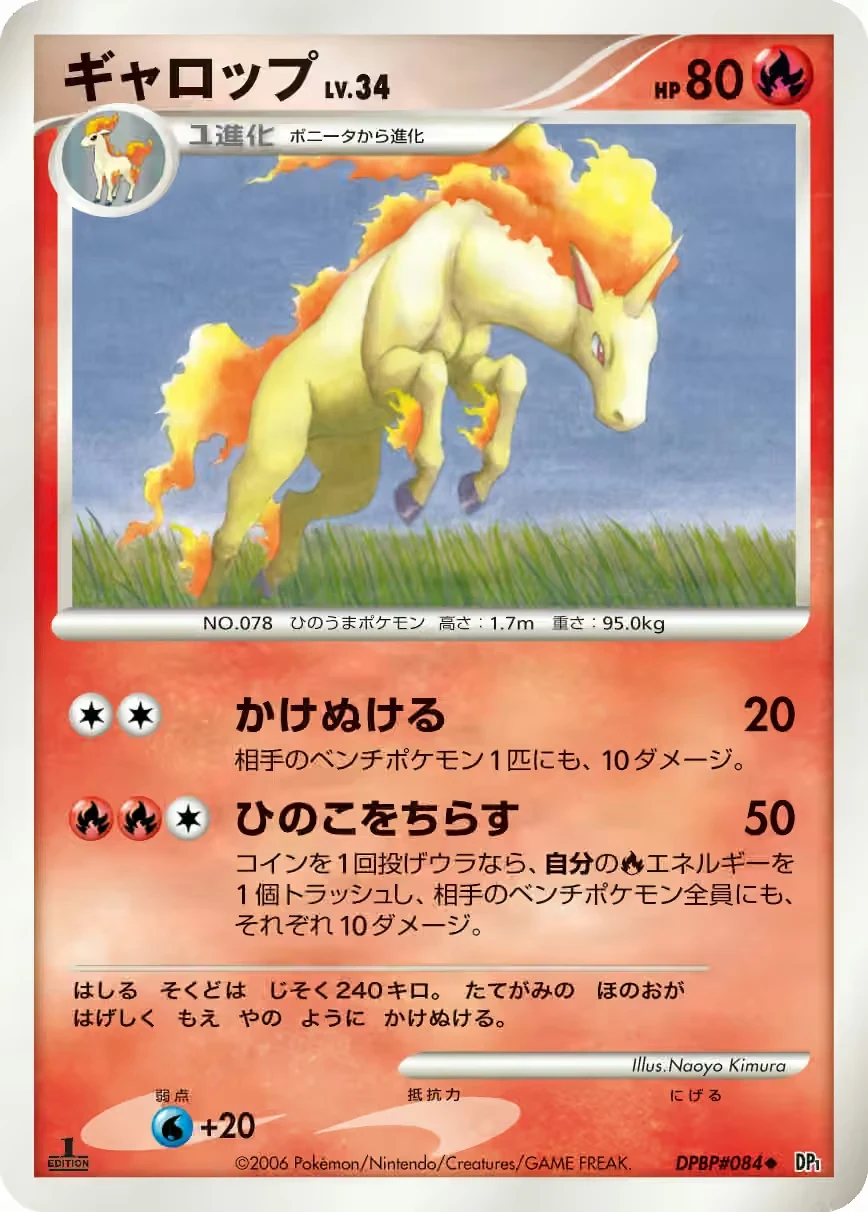 ギャロップ LV.34 HP 80
1進化 ポニータから進化
NO.078 ひのうまポケモン 高さ:1.7m 重さ:95.0kg
かけぬける 20
相手のベンチポケモン1匹にも、10ダメージ。
ひのこをちらす 50
コインを1回投げウラなら、自分の エネルギーを
1個トラッシュし、相手のベンチポケモン全員にも、
それぞれ10ダメージ。
はしる そくどは じそく240キロ。 たてがみの ほのおが
はげしく もえ やの ように かけぬける。
Illus.Naoyo Kimura
弱点 抵抗力 にげる
+20
1 EDITION
©2006 Pokémon/Nintendo/Creatures/GAME FREAK. DPBP#084◆ DP1